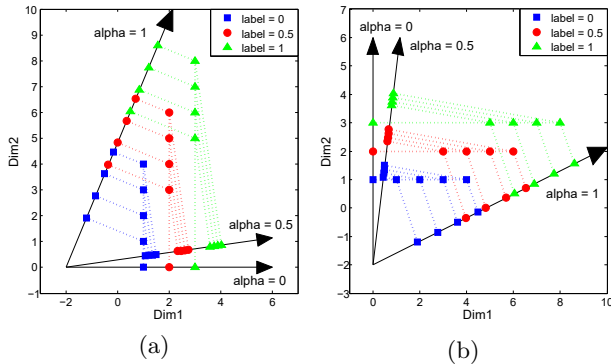 10
9
8
7
6
5
4
3
2
1
0
−1
−2
0
2
4
6
Dim2
Dim1
alpha = 1
alpha = 0.5
alpha = 0
label = 0
label = 0.5
label = 1
(a)
7
6
5
4
3
2
1
0
−1
−2
−3
0
2
4
6
8
10
Dim2
Dim1
alpha = 0
alpha = 0.5
alpha = 1
label = 0
label = 0.5
label = 1
(b)